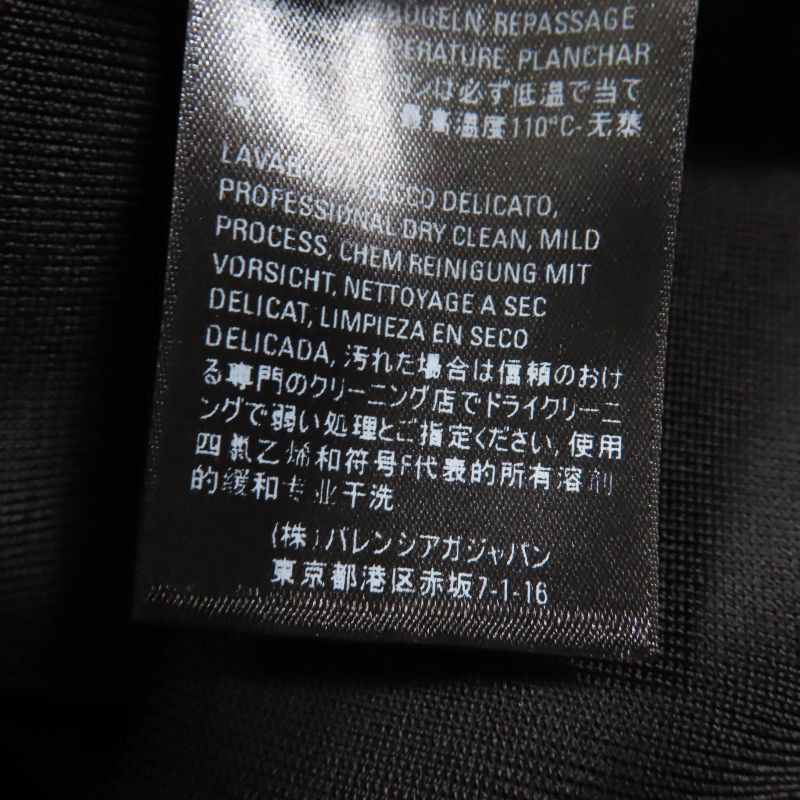 BÜGELN, REPASSAGE
PERATURE, PLANCHAR
ンは必ず低温で当て
最高温度110°C-无蒸
LAVAB SECCO DELICATO,
PROFESSIONAL DRY CLEAN, MILD
PROCESS, CHEM REINIGUNG MIT
VORSICHT, NETTOYAGE A SEC
DELICAT, LIMPIEZA EN SECO
DELICADA, 汚れた場合は信頼のおけ
る専門のクリーニング店でドライクリーニ
ングで弱い処理とご指定ください, 使用
四氯乙烯和符号F代表的所有溶剂
的缓和专业干洗
(株)バレンシアガジャパン
東京都港区赤坂7-1-16